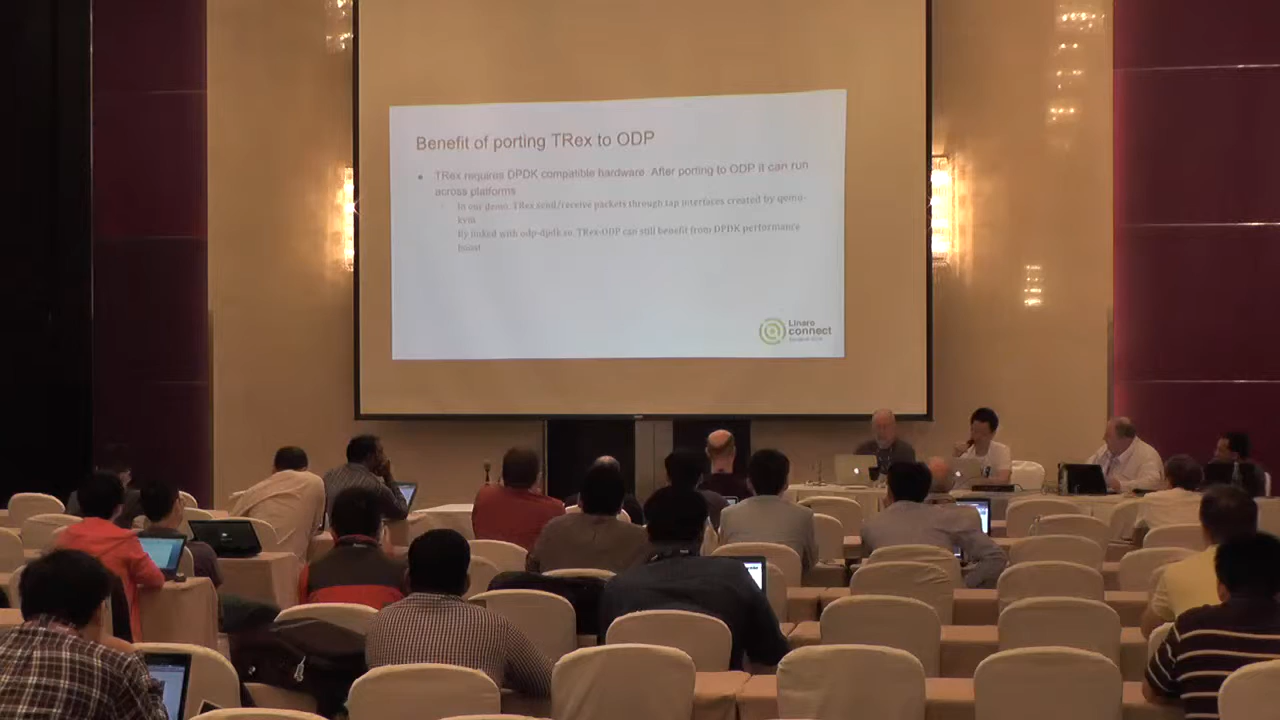 Benefit of porting TRex to ODP
TRex requires DPDK compatible hardware. After porting to ODP it can run
across platforms
In our demo, TRex send/receive packets through tap interfaces created by qemu-
kvm
By linked with odp-dpdk.so, TRex-ODP can still benefit from DPDK performance
boost
Linaro
connect